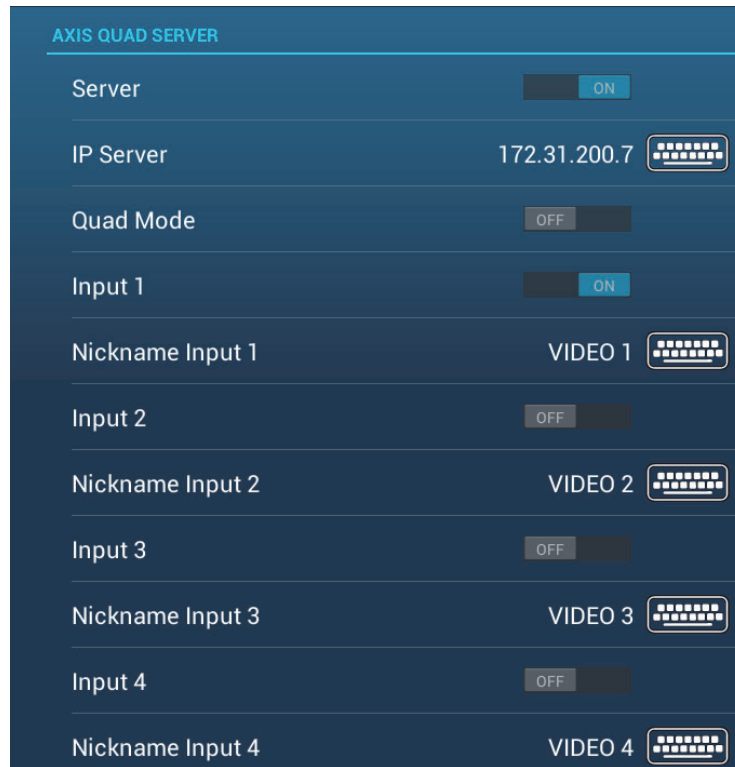 AXIS QUAD SERVER
Server ON
IP Server 172.31.200.7
Quad Mode OFF
Input 1 ON
Nickname Input 1 VIDEO 1
Input 2 OFF
Nickname Input 2 VIDEO 2
Input 3 OFF
Nickname Input 3 VIDEO 3
Input 4 OFF
Nickname Input 4 VIDEO 4